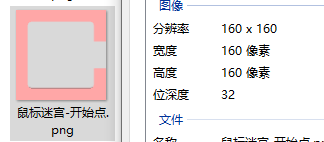 鼠标迷宫-开始点.
png
图像
分辨率 160 x 160
宽度 160 像素
高度 160 像素
位深度 32
文件